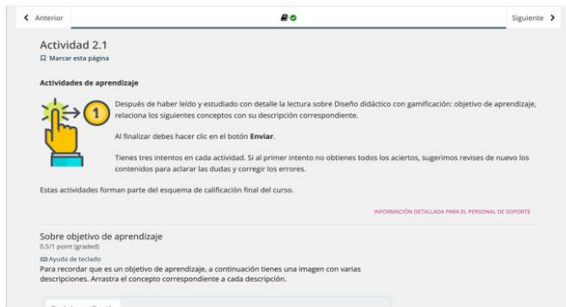 Anterior
Siguiente
Actividad 2.1
Marcar esta página
Actividades de aprendizaje
Después de haber leído y estudiado con detalle la lectura sobre Diseño didáctico con gamificación: objetivo de aprendizaje,
relaciona los siguientes conceptos con su descripción correspondiente.
1
Al finalizar debes hacer clic en el botón Enviar.
Tienes tres intentos en cada actividad. Si al primer intento no obtienes todos los aciertos, sugerimos revises de nuevo los
contenidos para aclarar las dudas y corregir los errores.
Estas actividades forman parte del esquema de calificación final del curso.
INFORMACIÓN DETALLADA PARA EL PERSONAL DE SOPORTE
Sobre objetivo de aprendizaje
0.5/1 point (graded)
Ayuda de teclado
Para recordar que es un objetivo de aprendizaje, a continuación tienes una imagen con varias
descripciones. Arrastra el concepto correspondiente a cada descripción.